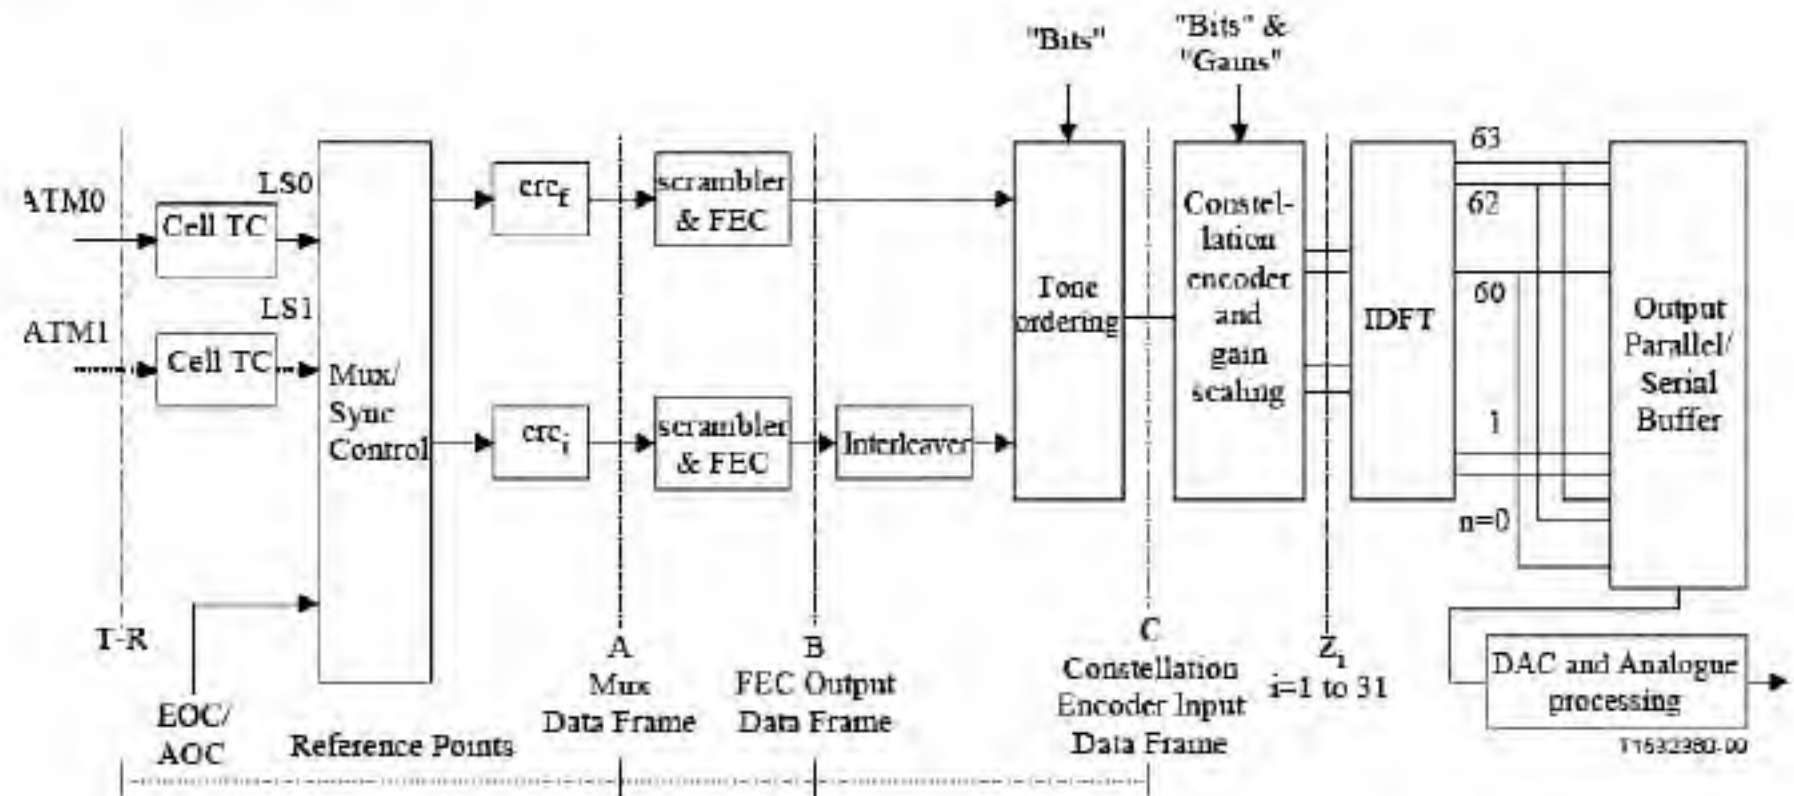 "Bits"
"Bits" &
"Gains"
ATM0
LS0
Cell TC
ATM1
LS1
Cell TC
Mux/
Sync
Control
crcf
crci
scrambler
& FEC
scrambler
& FEC
Interleaver
Tone
ordering
Constel-
lation
encoder
and
gain
scaling
IDFT
63
62
60
1
n=0
Output
Parallel/
Serial
Buffer
DAC and Analogue
processing
T-R
EOC/
AOC
Reference Points
A
Mux
Data Frame
B
FEC Output
Data Frame
C
Constellation
Encoder Input
Data Frame
Zi
i=1 to 31
T1532380-00